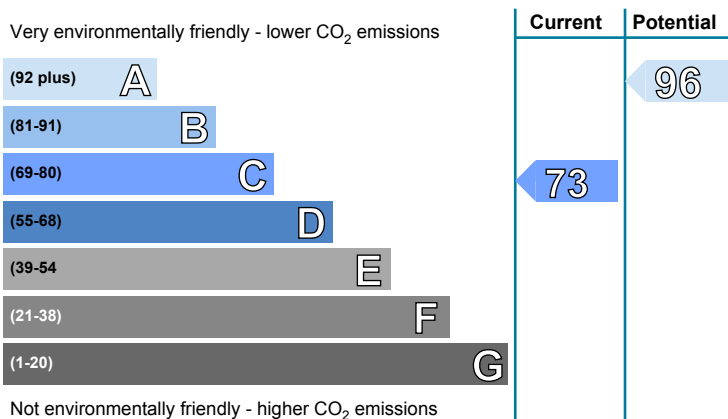 Current Potential
Very environmentally friendly - lower CO2 emissions
(92 plus) A 96
(81-91) B
(69-80) C 73
(55-68) D
(39-54 E
(21-38) F
(1-20) G
Not environmentally friendly - higher CO2 emissions